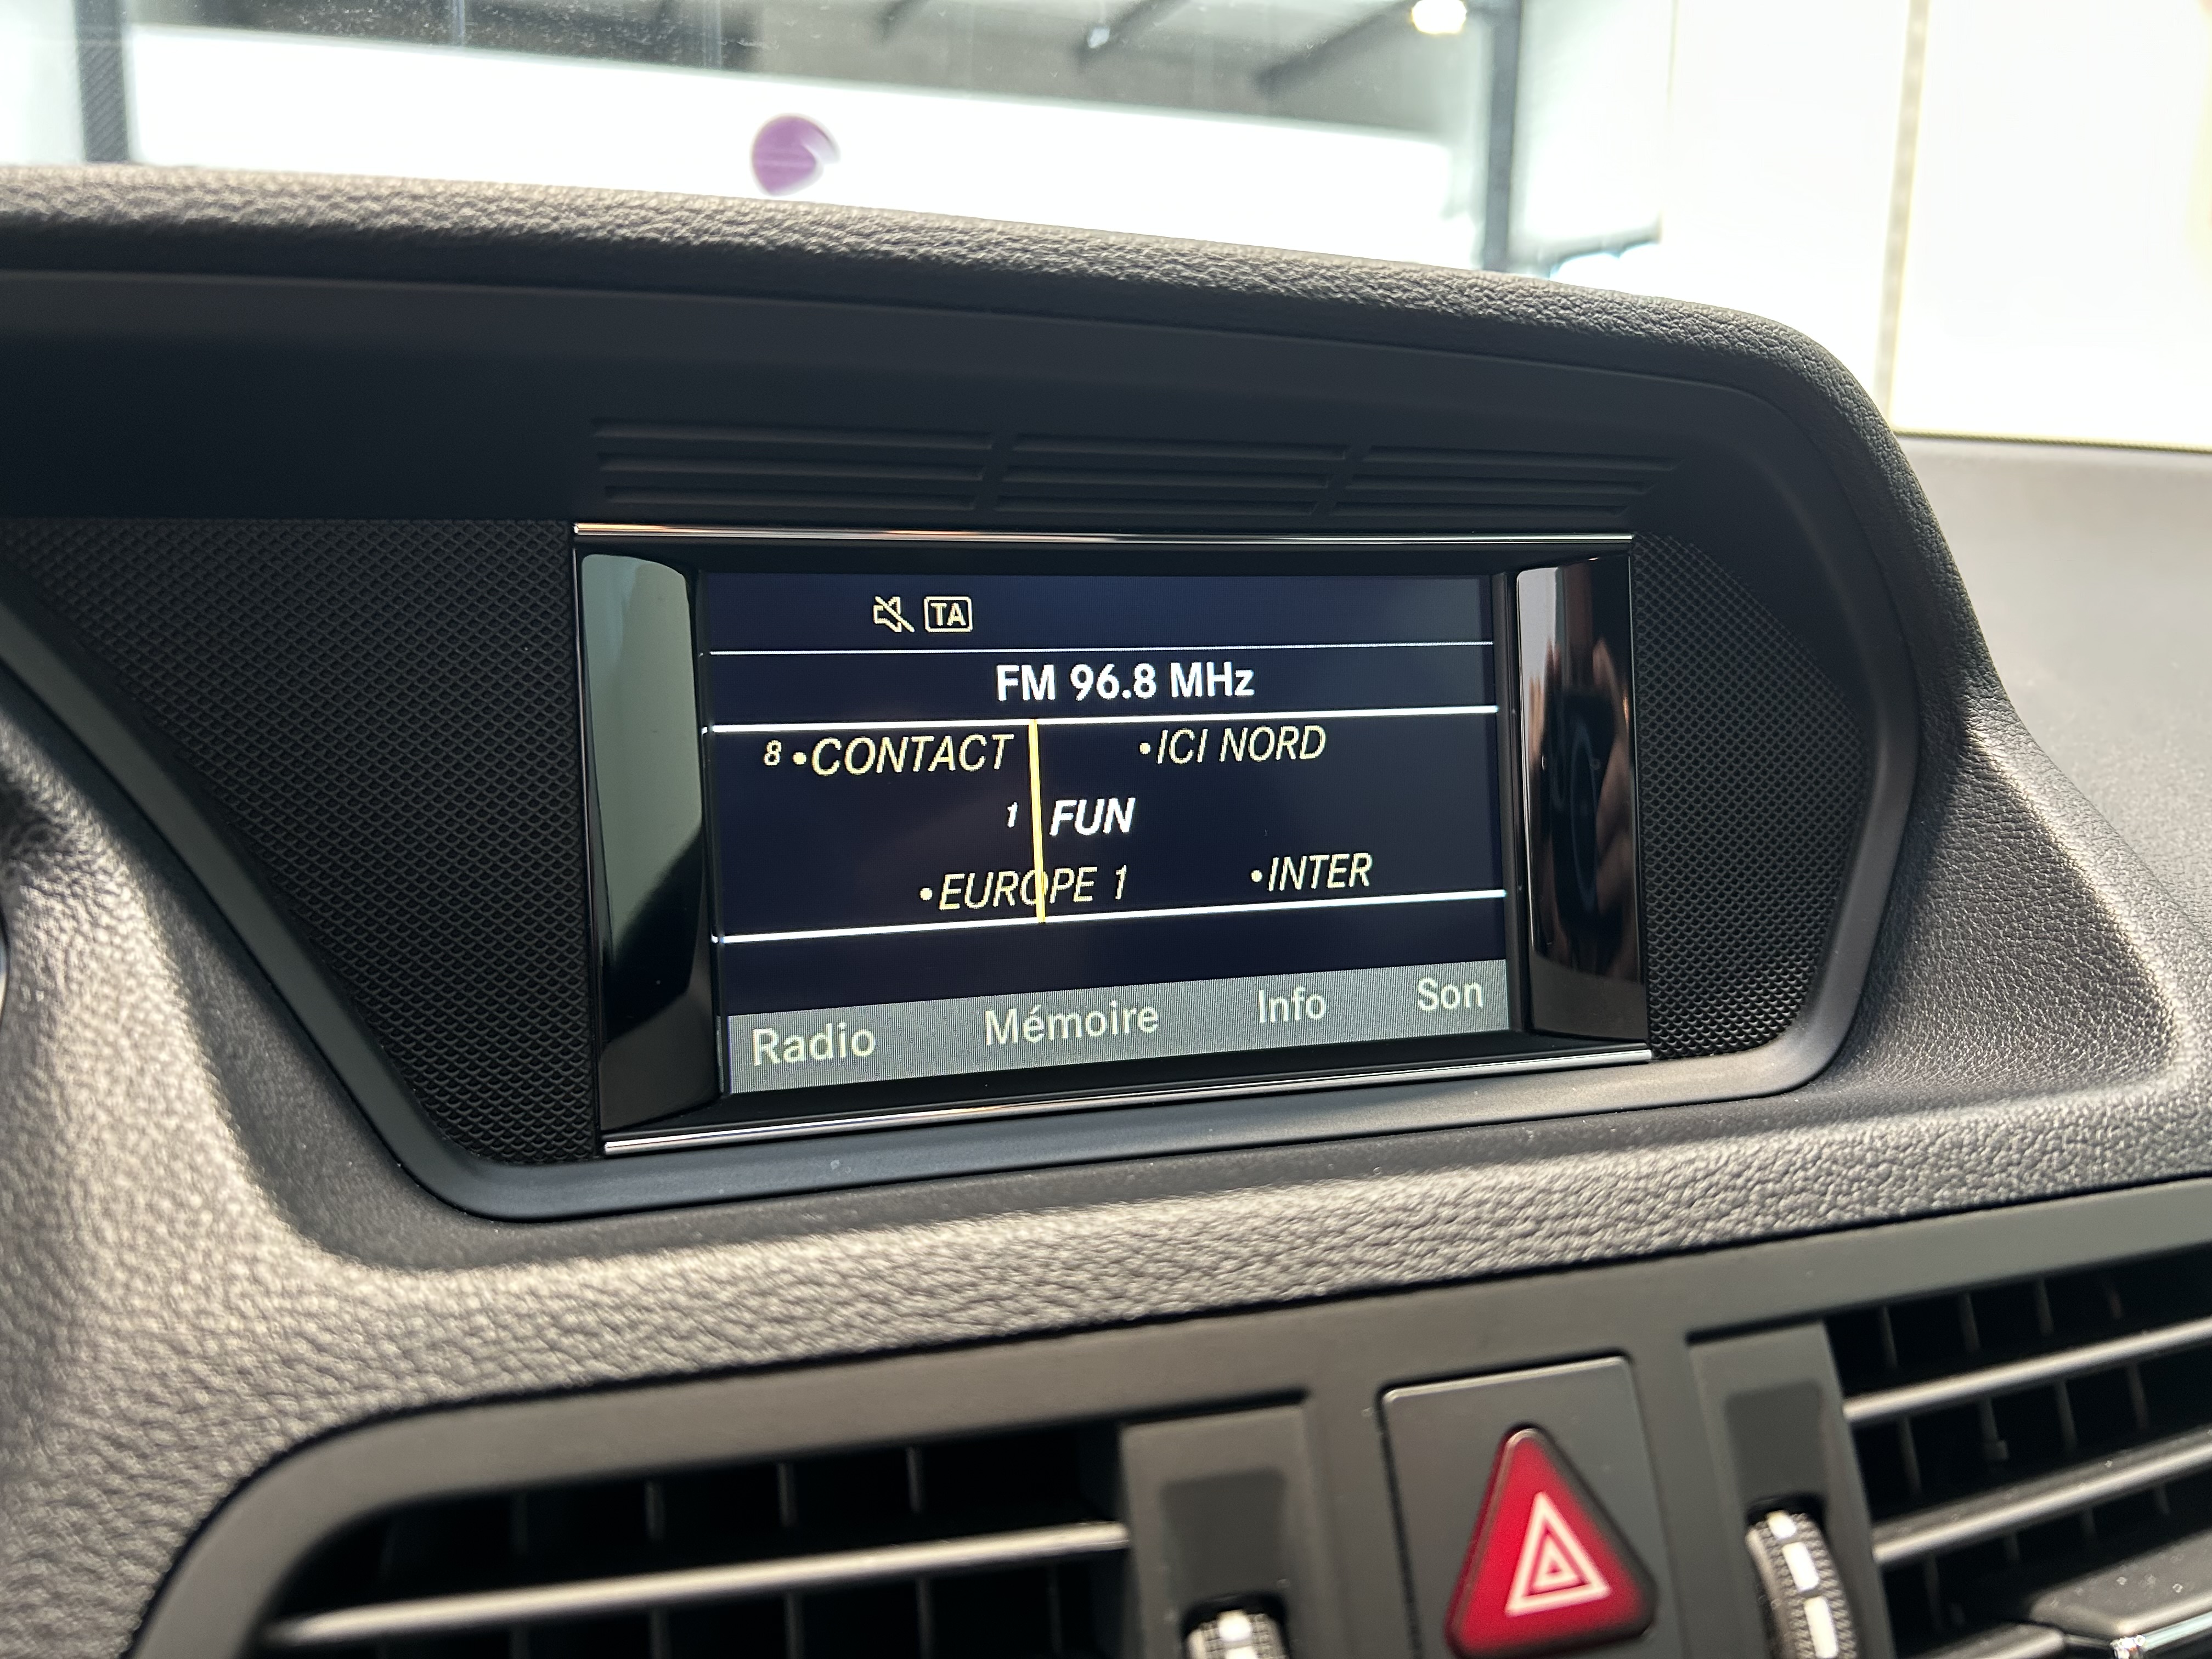 TA
FM 96.8 MHz
8 •CONTACT •ICI NORD
1 FUN
•EUROPE 1 •INTER
Radio Mémoire Info Son